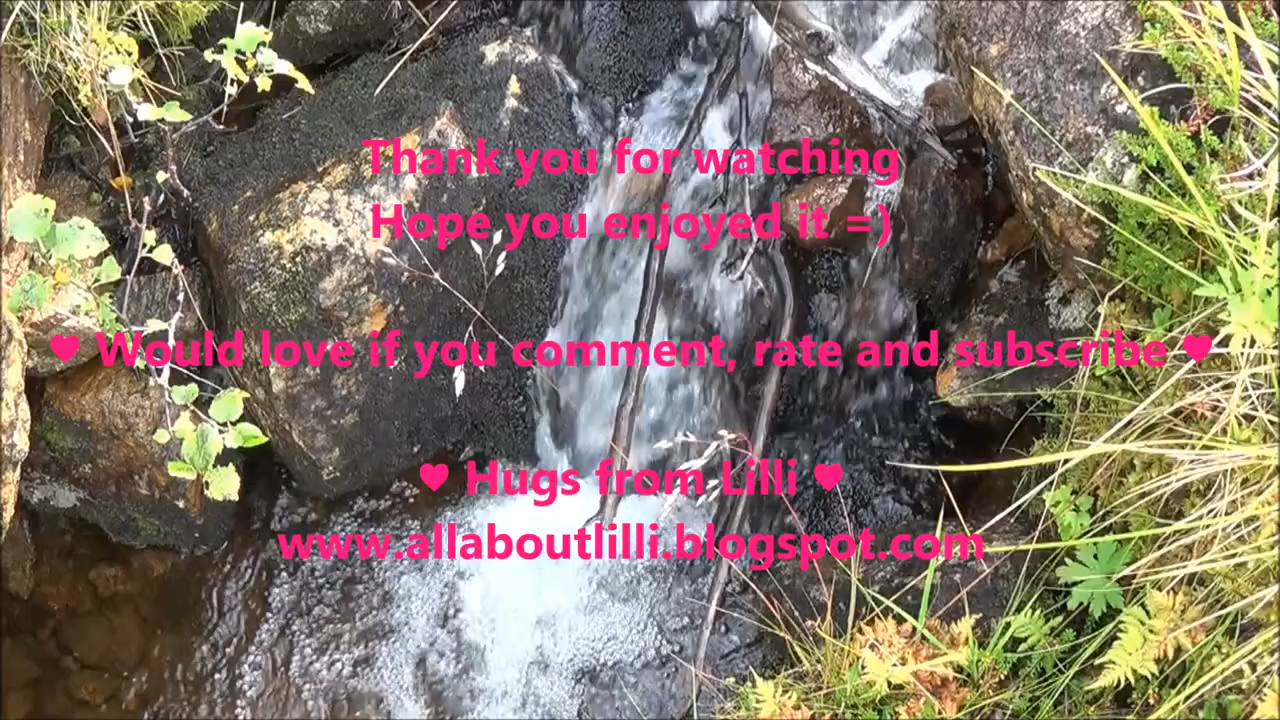 Thank you for watching
Hope you enjoyed it =)
♥ Would love if you comment, rate and subscribe ♥
♥ Hugs from Lilli ♥
www.allaboutlilli.blogspot.com